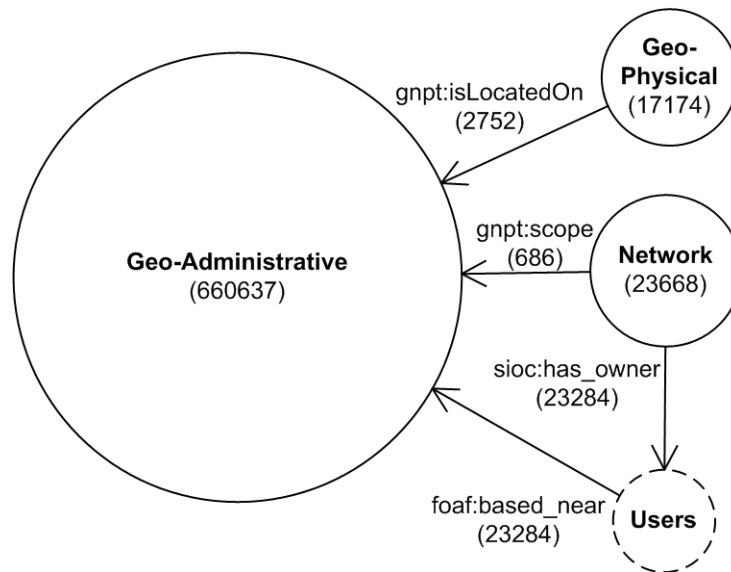 Geo-
Physical
(17174)
gnpt:isLocatedOn
(2752)
gnpt:scope
(686)
Network
(23668)
Geo-Administrative
(660637)
sioc:has_owner
(23284)
foaf:based_near
(23284)
Users